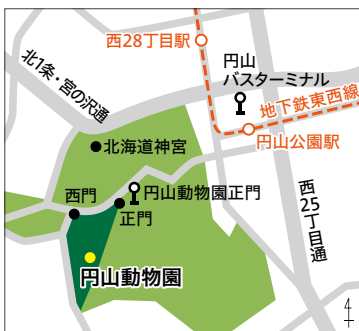 西28丁目駅
北1条・宮の沢通
円山
バスターミナル
地下鉄東西線
円山公園駅
北海道神宮
西25丁目通
円山動物園正門
西門
正門
円山動物園
4